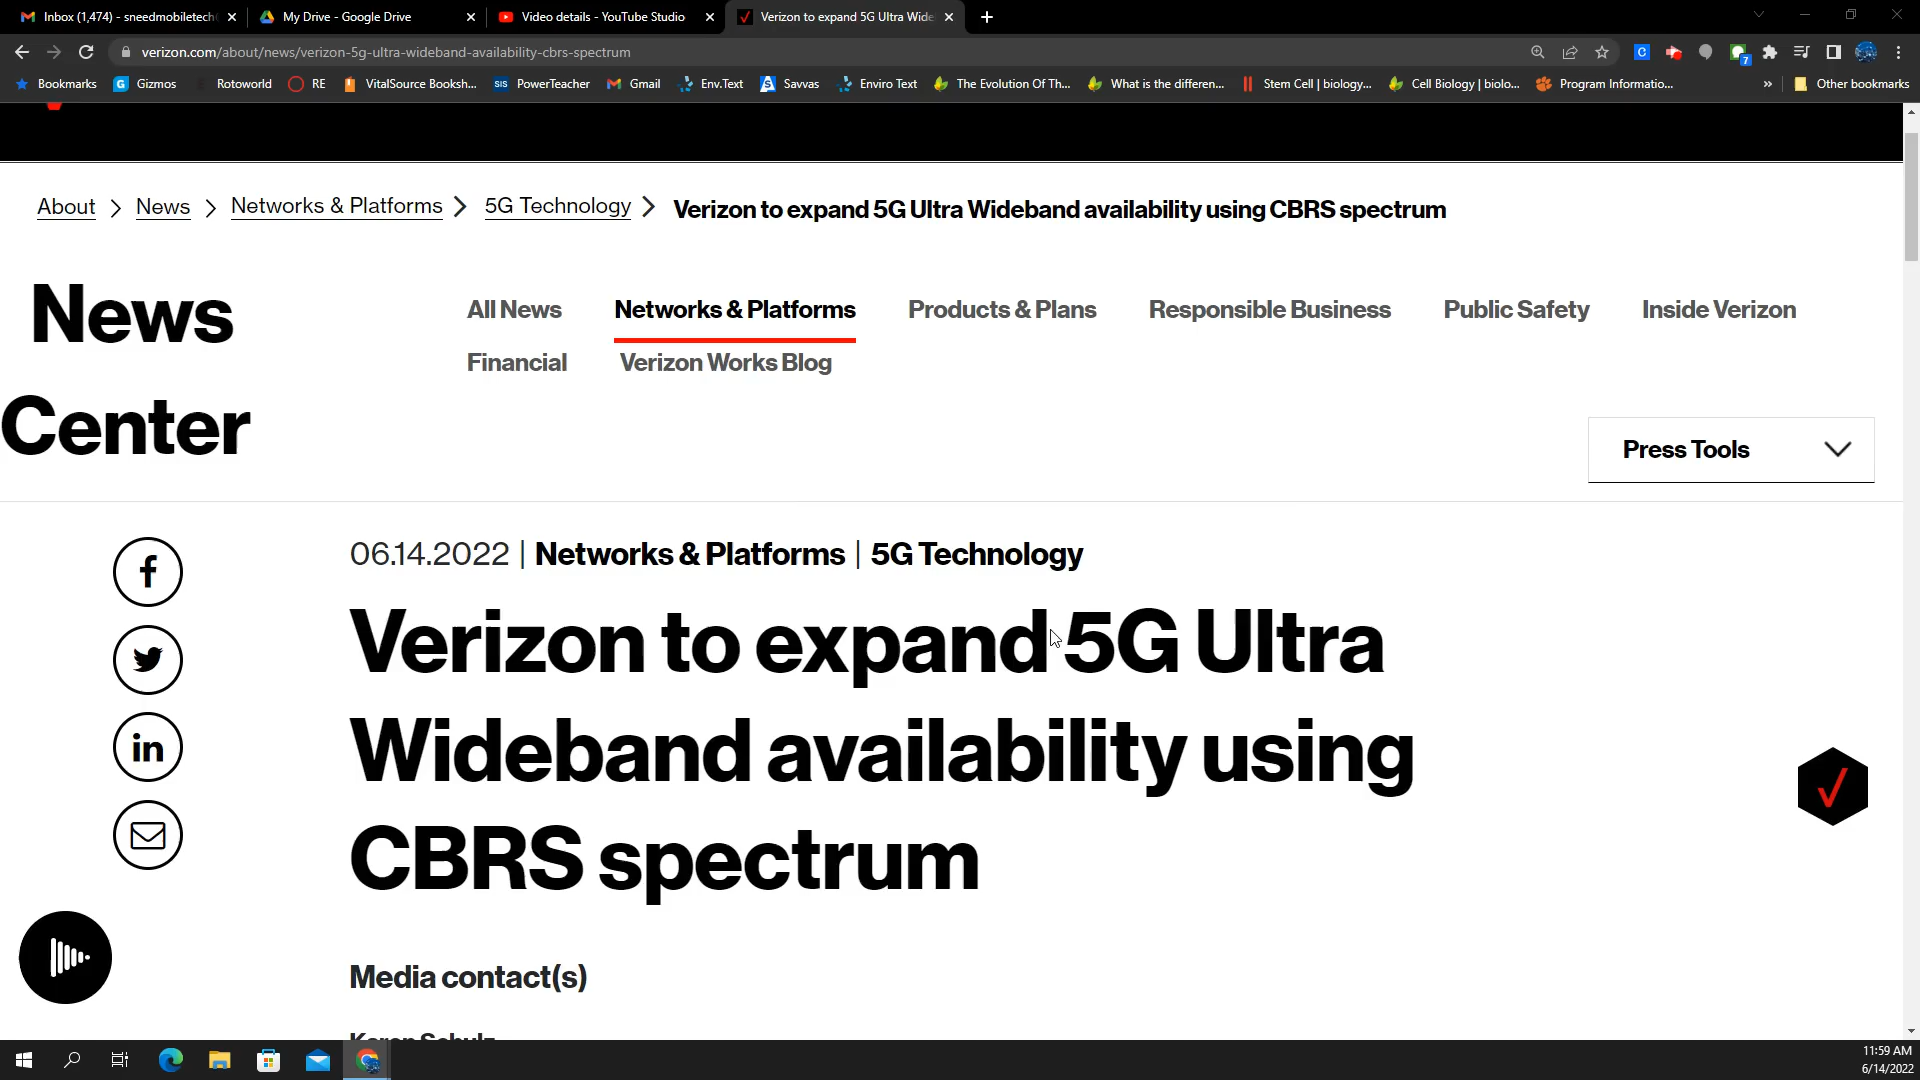 Inbox (1,474) - sneedmobiletech
My Drive - Google Drive
Video details - YouTube Studio
Verizon to expand 5G Ultra Wide
verizon.com/about/news/verizon-5g-ultra-wideband-availability-cbrs-spectrum
7
Bookmarks
Gizmos
Rotoworld
RE
VitalSource Booksh...
SIS
PowerTeacher
Gmail
Env.Text
Savvas
Enviro Text
The Evolution Of Th...
What is the differen...
Stem Cell | biology...
Cell Biology | biolo...
Program Informatio...
»
Other bookmarks
About > News > Networks & Platforms > 5G Technology > Verizon to expand 5G Ultra Wideband availability using CBRS spectrum
News
Center
All News
Networks & Platforms
Products & Plans
Responsible Business
Public Safety
Inside Verizon
Financial
Verizon Works Blog
Press Tools
06.14.2022 | Networks & Platforms | 5G Technology
Verizon to expand 5G Ultra
Wideband availability using
CBRS spectrum
Media contact(s)
Karen Schulz
11:59 AM
6/14/2022